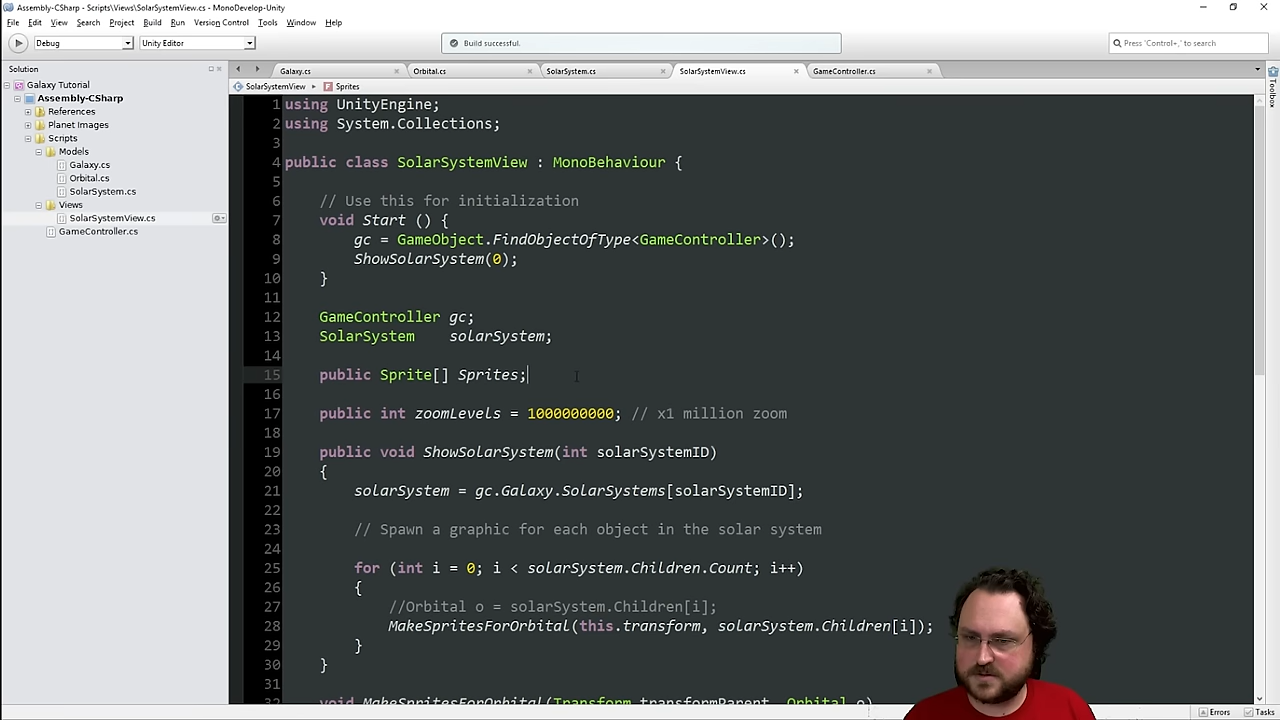 Assembly-CSharp - Scripts\Views\SolarSystemView.cs - MonoDevelop-Unity
File Edit View Search Project Build Run Version Control Tools Window Help
Debug Unity Editor Build successful. Press 'Control+,' to search
Solution Galaxy.cs Orbital.cs SolarSystem.cs SolarSystemView.cs GameController.cs
Galaxy Tutorial
Assembly-CSharp
References
Planet Images
Scripts
Models
Galaxy.cs
Orbital.cs
SolarSystem.cs
Views
SolarSystemView.cs
GameController.cs
SolarSystemView Sprites
1 using UnityEngine;
2 using System.Collections;
3
4 public class SolarSystemView : MonoBehaviour {
5
6 // Use this for initialization
7 void Start () {
8 gc = GameObject.FindObjectOfType<GameController>();
9 ShowSolarSystem(0);
10 }
11
12 GameController gc;
13 SolarSystem solarSystem;
14
15 public Sprite[] Sprites;
16
17 public int zoomLevels = 1000000000; // x1 million zoom
18
19 public void ShowSolarSystem(int solarSystemID)
20 {
21 solarSystem = gc.Galaxy.SolarSystems[solarSystemID];
22
23 // Spawn a graphic for each object in the solar system
24
25 for (int i = 0; i < solarSystem.Children.Count; i++)
26 {
27 //Orbital o = solarSystem.Children[i];
28 MakeSpritesForOrbital(this.transform, solarSystem.Children[i]);
29 }
30 }
31
32 void MakeSpritesForOrbital(Transform transformParent, Orbital o)
Toolbox
Errors Tasks